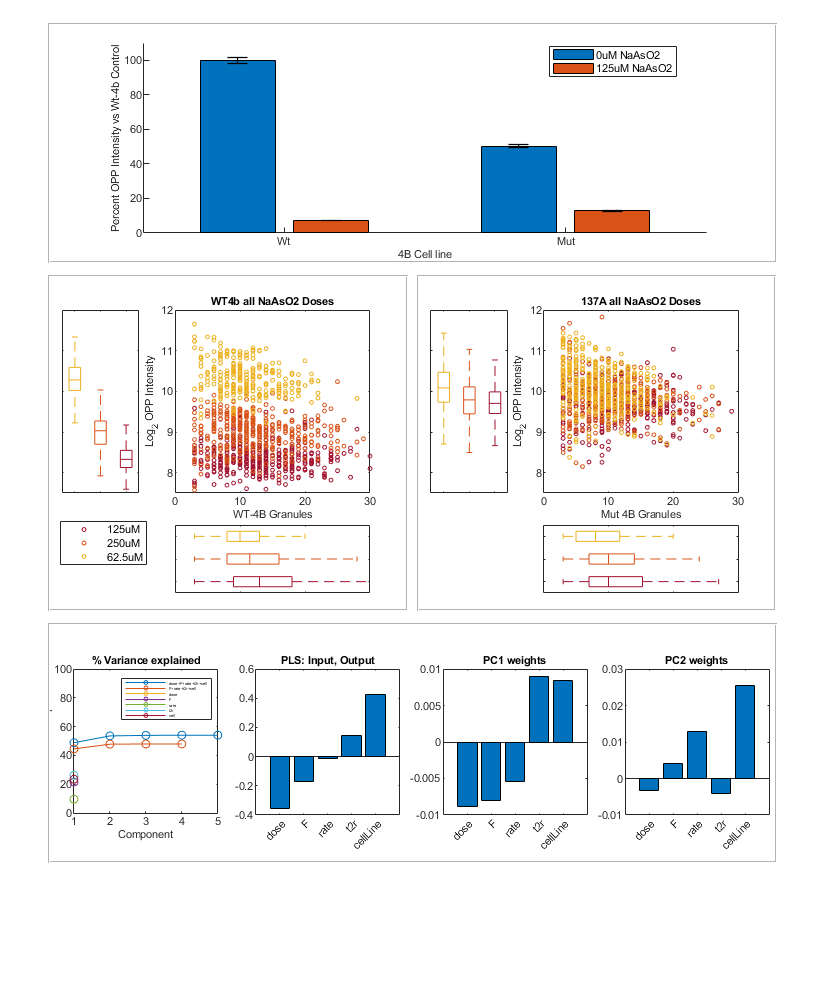 Percent OPP Intensity vs Wt-4b Control
100
80
60
40
20
0
0uM NaAsO2
125uM NaAsO2
Wt
Mut
4B Cell line
WT4b all NaAsO2 Doses
Log2 OPP Intensity
12
11
10
9
8
0
10
20
30
WT-4B Granules
125uM
250uM
62.5uM
137A all NaAsO2 Doses
Log2 OPP Intensity
12
11
10
9
8
0
10
20
30
Mut 4B Granules
% Variance explained
100
80
60
40
20
0
dose
F
rate
t2r
cell
1
2
3
4
5
Component
PLS: Input, Output
0.6
0.4
0.2
0
-0.2
-0.4
dose
F
rate
t2r
cellLine
PC1 weights
0.01
0.005
0
-0.005
-0.01
dose
F
rate
t2r
cellLine
PC2 weights
0.03
0.02
0.01
0
-0.01
dose
F
rate
t2r
cellLine